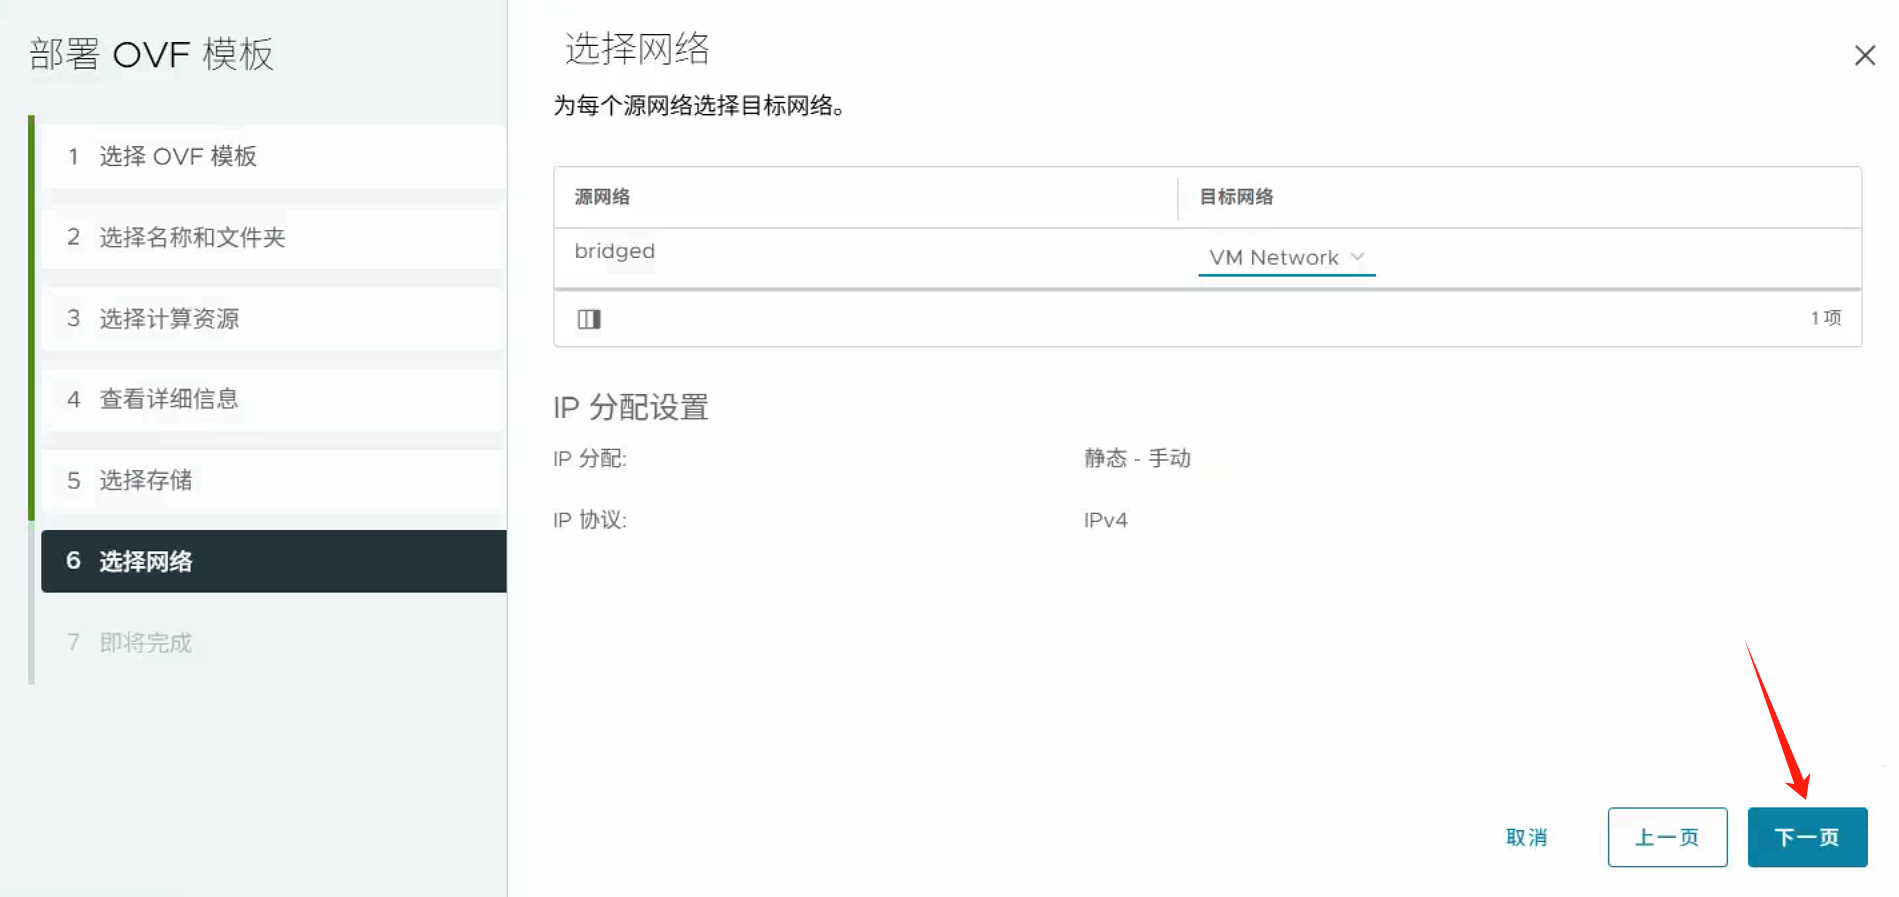 部署 OVF 模板
1 选择 OVF 模板
2 选择名称和文件夹
3 选择计算资源
4 查看详细信息
5 选择存储
6 选择网络
7 即将完成
选择网络
为每个源网络选择目标网络。
源网络 目标网络
bridged VM Network
1 项
IP 分配设置
IP 分配: 静态 - 手动
IP 协议: IPv4
取消 上一页 下一页